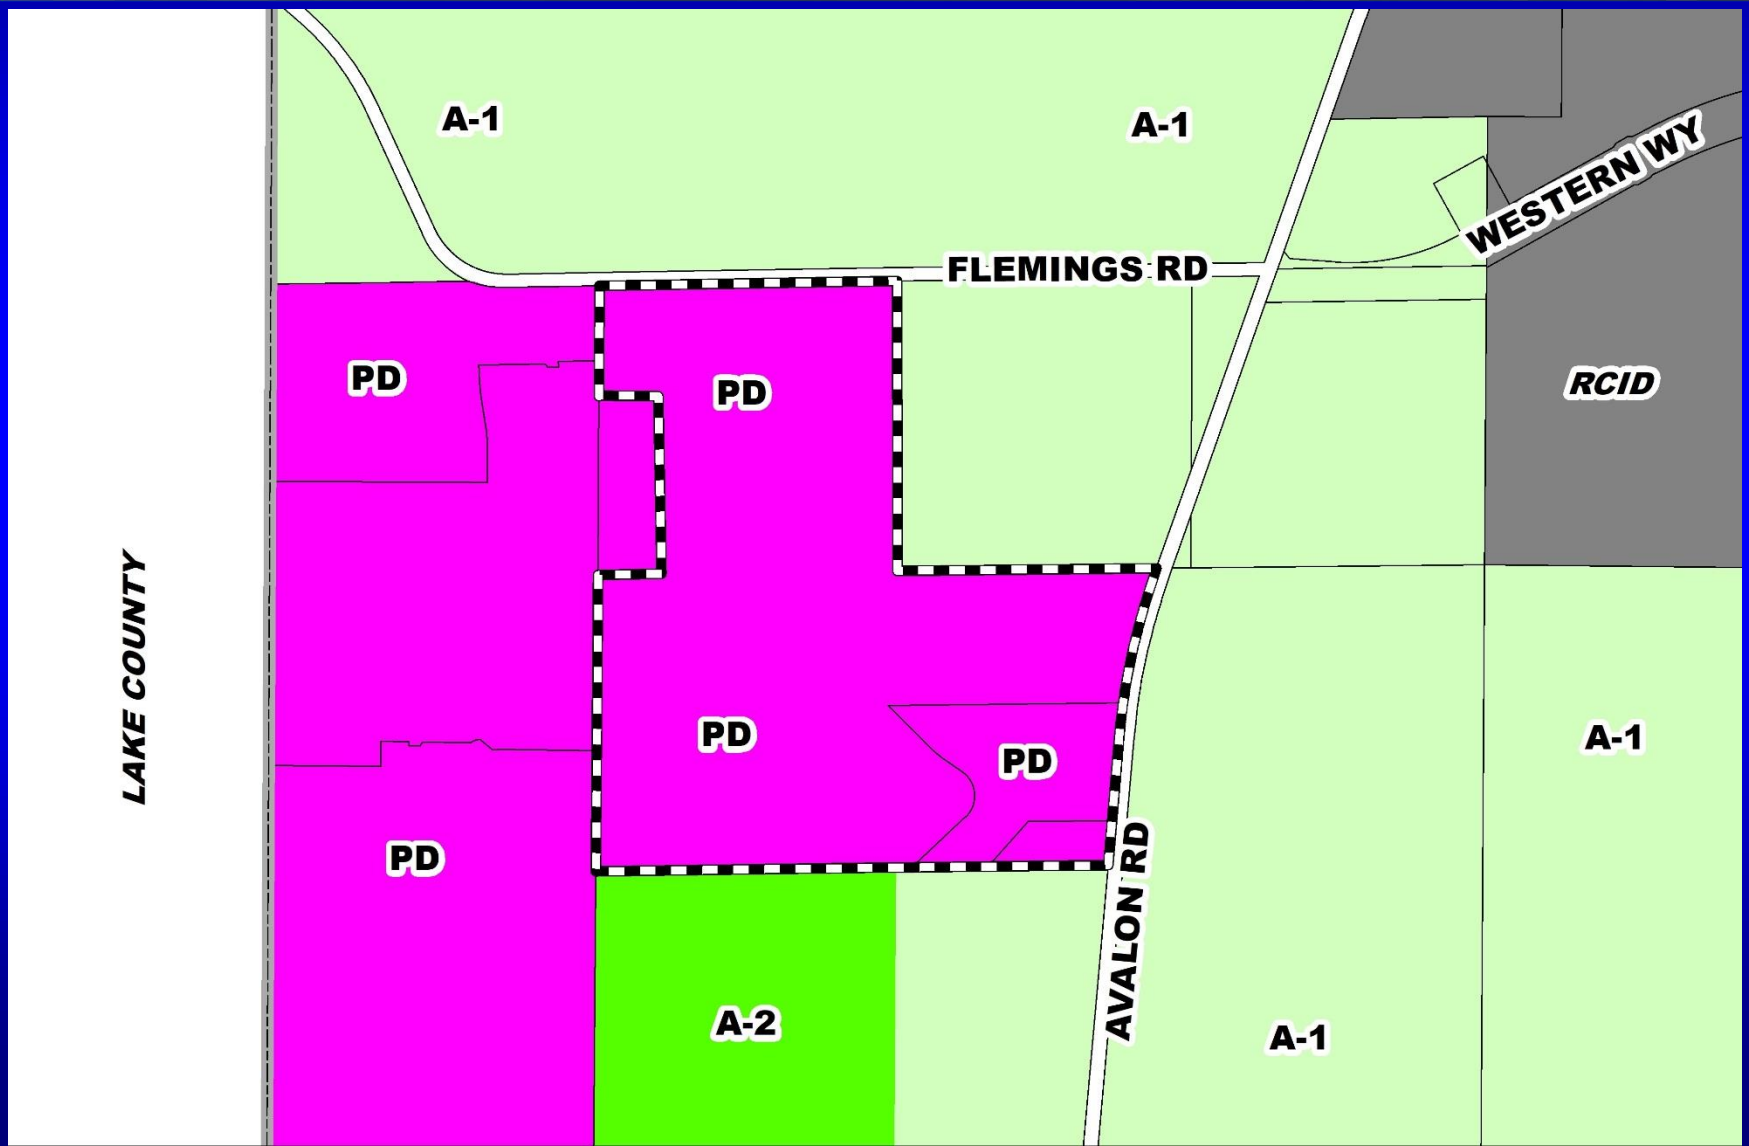 A-1
A-1
WESTERN WY
FLEMINGS RD
PD
PD
RCID
LAKE COUNTY
PD
PD
A-1
PD
AVALON RD
A-2
A-1